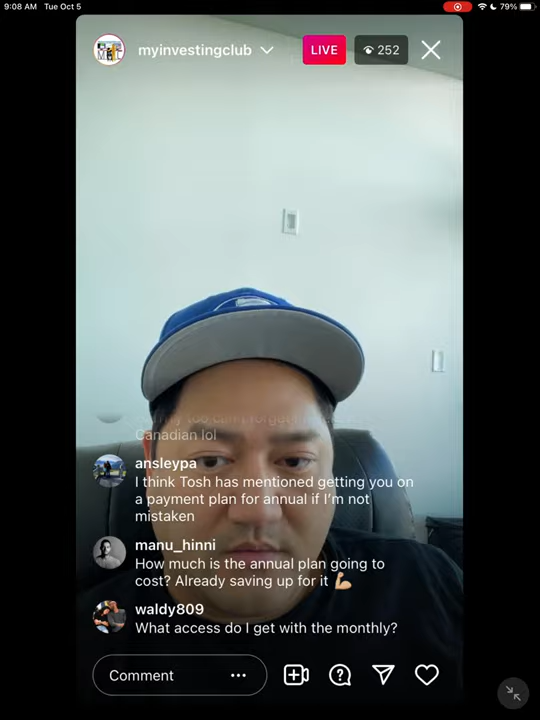 9:08 AM Tue Oct 5
79%
myinvestingclub
LIVE
252
Canadian lol
ansleypa
I think Tosh has mentioned getting you on
a payment plan for annual if I'm not
mistaken
manu_hinni
How much is the annual plan going to
cost? Already saving up for it 💪🏼
waldy809
What access do I get with the monthly?
Comment